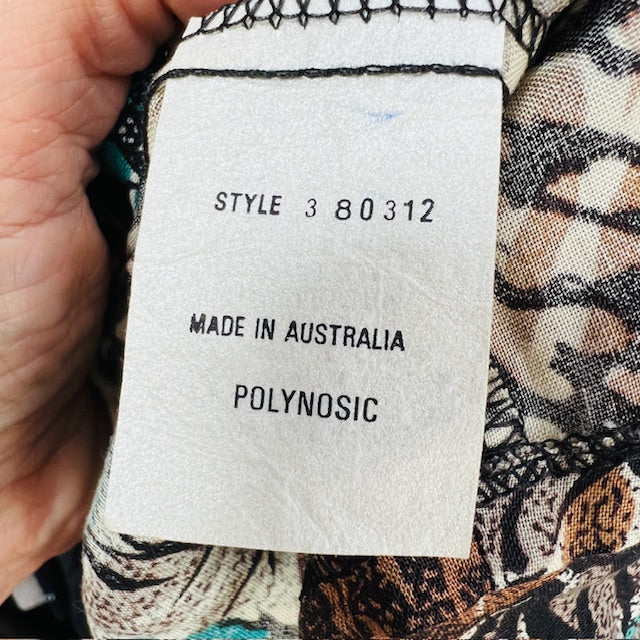 STYLE 3 80312
MADE IN AUSTRALIA
POLYNOSIC